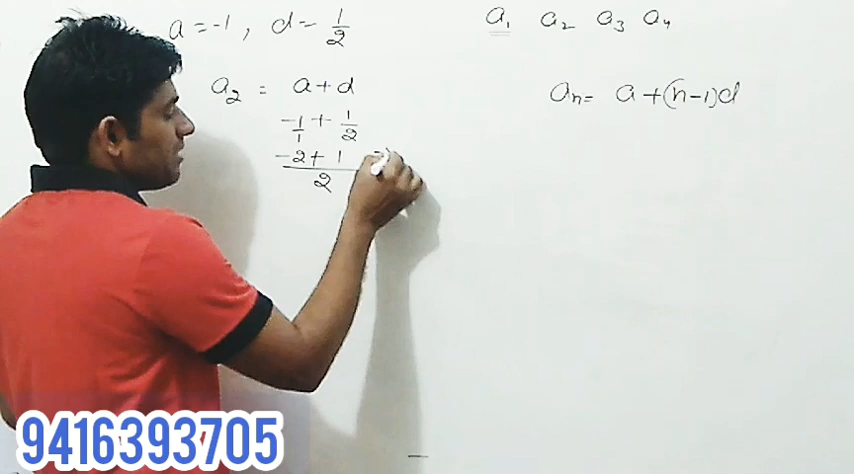 a = -1, d = 1/2
a₁ a₂ a₃ a₄
a₂ = a + d
aₙ = a + (n-1)d
-1/1 + 1/2
-2 + 1 / 2 =
9416393705